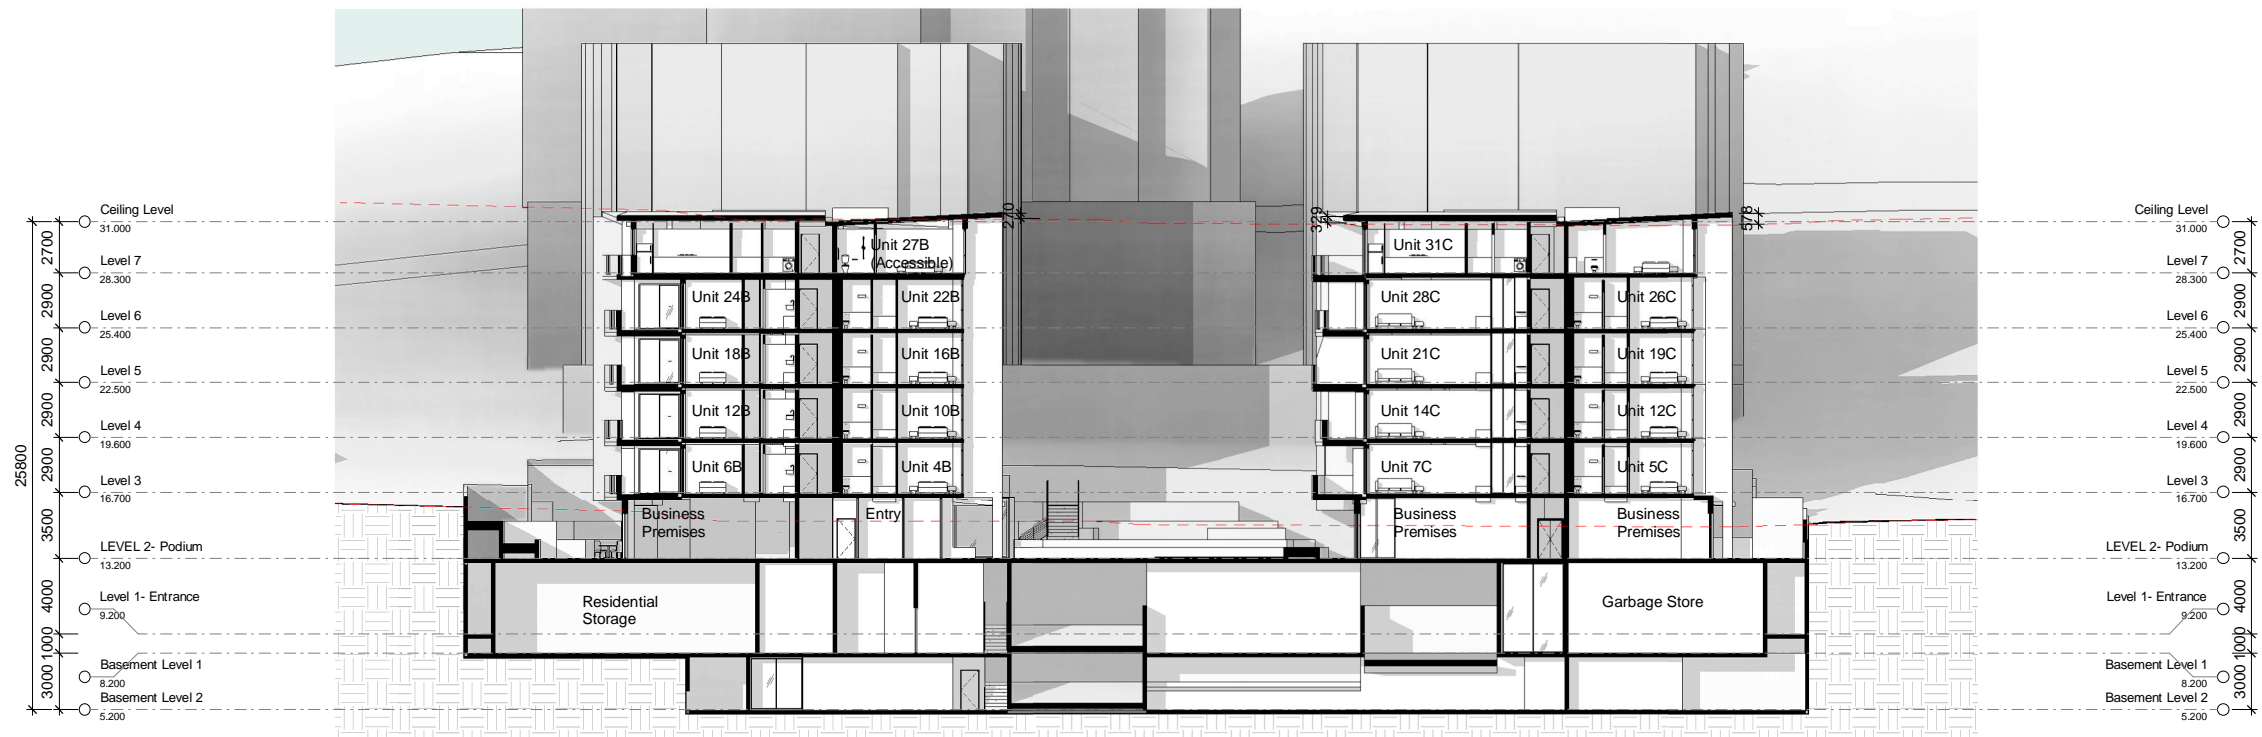 Ceiling Level
31.000
Level 7
28.300
Level 6
25.400
Level 5
22.500
Level 4
19.600
Level 3
16.700
LEVEL 2- Podium
13.200
Level 1- Entrance
9.200
Basement Level 1
8.200
Basement Level 2
5.200
25800
2700
2900
2900
2900
2900
3500
4000
1000
3000
Unit 27B
(Accessible)
Unit 24B
Unit 22B
Unit 18B
Unit 16B
Unit 12B
Unit 10B
Unit 6B
Unit 4B
Business
Premises
Entry
Residential
Storage
270
329
578
Unit 31C
Unit 28C
Unit 26C
Unit 21C
Unit 19C
Unit 14C
Unit 12C
Unit 7C
Unit 5C
Business
Premises
Business
Premises
Garbage Store
Ceiling Level
31.000
Level 7
28.300
Level 6
25.400
Level 5
22.500
Level 4
19.600
Level 3
16.700
LEVEL 2- Podium
13.200
Level 1- Entrance
9.200
Basement Level 1
8.200
Basement Level 2
5.200
2700
2900
2900
2900
2900
3500
4000
1000
3000